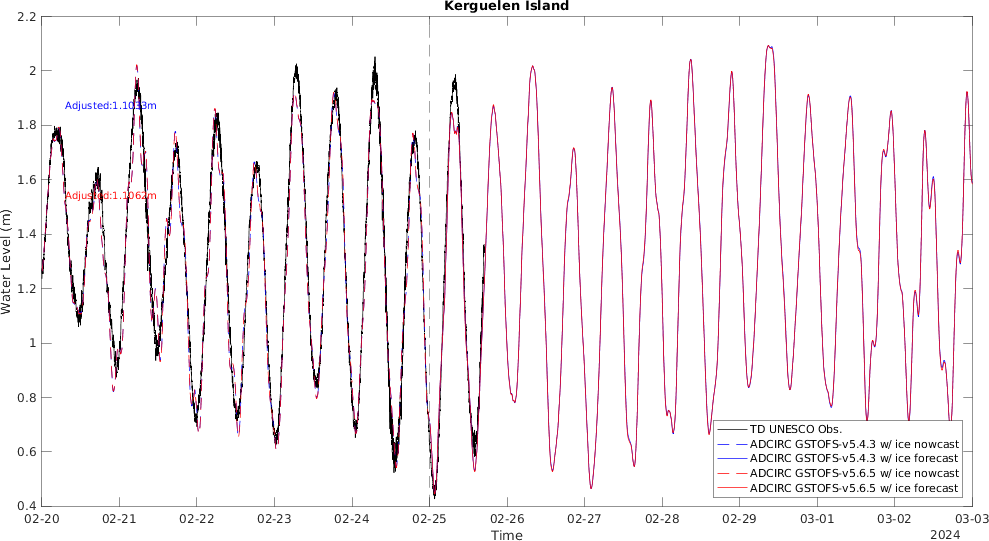 Kerguelen Island
2.2
2
1.8
1.6
1.4
1.2
1
0.8
0.6
0.4
Water Level (m)
Adjusted:1.1033m
Adjusted:1.1062m
TD UNESCO Obs.
ADCIRC GSTOFS-v5.4.3 w/ ice nowcast
ADCIRC GSTOFS-v5.4.3 w/ ice forecast
ADCIRC GSTOFS-v5.6.5 w/ ice nowcast
ADCIRC GSTOFS-v5.6.5 w/ ice forecast
02-20 02-21 02-22 02-23 02-24 02-25 02-26 02-27 02-28 02-29 03-01 03-02 03-03
Time
2024